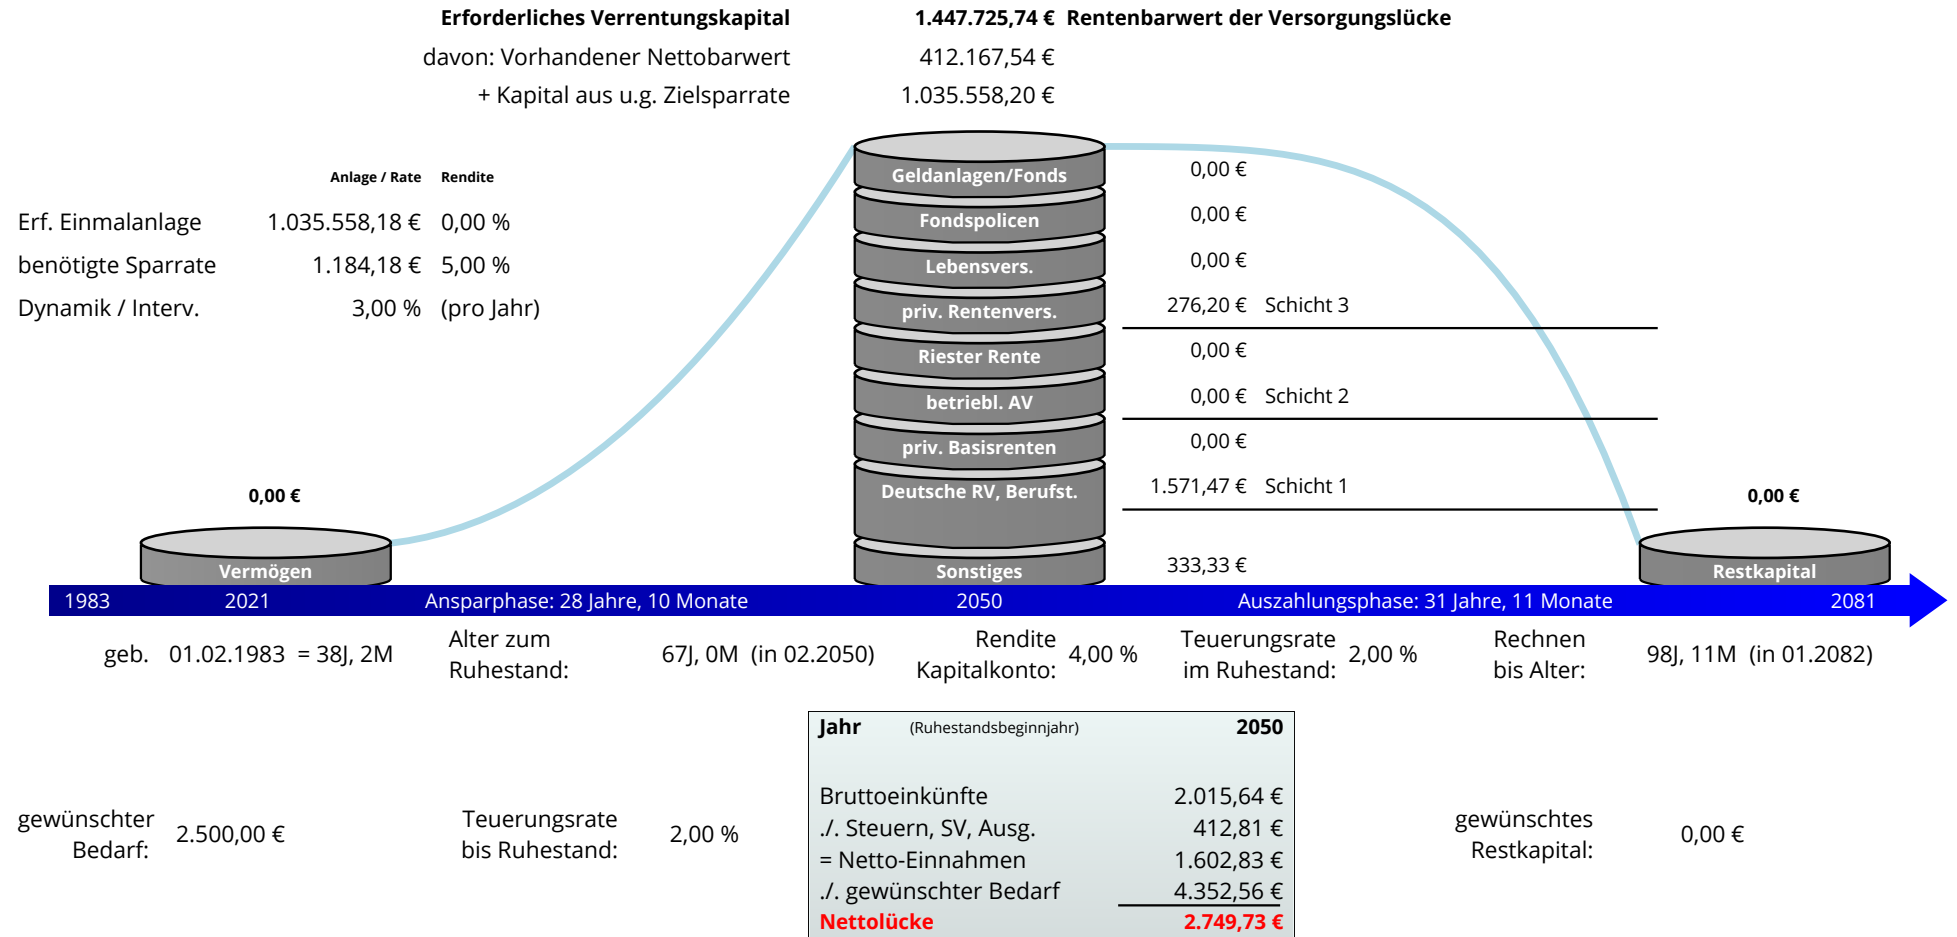 Erforderliches Verrentungskapital 1.447.725,74 € Rentenbarwert der Versorgungslücke
davon: Vorhandener Nettobarwert 412.167,54 €
+ Kapital aus u.g. Zielsparrate 1.035.558,20 €
Anlage / Rate Rendite
Erf. Einmalanlage 1.035.558,18 € 0,00 %
benötigte Sparrate 1.184,18 € 5,00 %
Dynamik / Interv. 3,00 % (pro Jahr)
Geldanlagen/Fonds 0,00 €
Fondspolicen 0,00 €
Lebensvers. 0,00 €
priv. Rentenvers. 276,20 € Schicht 3
Riester Rente 0,00 €
betriebl. AV 0,00 € Schicht 2
priv. Basisrenten 0,00 €
Deutsche RV, Berufst. 1.571,47 € Schicht 1
0,00 €
Vermögen
Sonstiges 333,33 €
0,00 €
Restkapital
1983 2021 Ansparphase: 28 Jahre, 10 Monate 2050 Auszahlungsphase: 31 Jahre, 11 Monate 2081
geb. 01.02.1983 = 38J, 2M
Alter zum
Ruhestand:
67J, 0M (in 02.2050)
Rendite
Kapitalkonto:
4,00 %
Teuerungsrate
im Ruhestand:
2,00 %
Rechnen
bis Alter:
98J, 11M (in 01.2082)
gewünschter
Bedarf:
2.500,00 €
Teuerungsrate
bis Ruhestand:
2,00 %
Jahr (Ruhestandsbeginnjahr) 2050
Bruttoeinkünfte 2.015,64 €
./. Steuern, SV, Ausg. 412,81 €
= Netto-Einnahmen 1.602,83 €
./. gewünschter Bedarf 4.352,56 €
Nettolücke 2.749,73 €
gewünschtes
Restkapital:
0,00 €